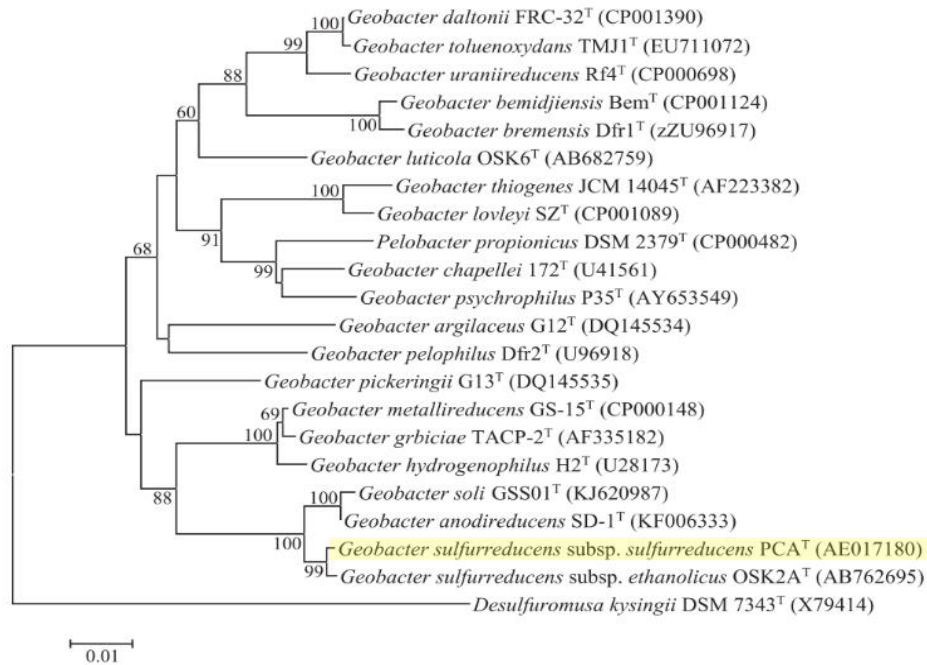 100 Geobacter daltonii FRC-32ᵀ (CP001390)
99 Geobacter toluenoxydans TMJ1ᵀ (EU711072)
88 Geobacter uraniireducens Rf4ᵀ (CP000698)
Geobacter bemidjiensis Bemᵀ (CP001124)
60 100 Geobacter bremensis Dfr1ᵀ (zZU96917)
Geobacter luticola OSK6ᵀ (AB682759)
100 Geobacter thiogenes JCM 14045ᵀ (AF223382)
Geobacter lovleyi SZᵀ (CP001089)
68 91 Pelobacter propionicus DSM 2379ᵀ (CP000482)
99 Geobacter chapellei 172ᵀ (U41561)
Geobacter psychrophilus P35ᵀ (AY653549)
Geobacter argilaceus G12ᵀ (DQ145534)
Geobacter pelophilus Dfr2ᵀ (U96918)
Geobacter pickeringii G13ᵀ (DQ145535)
69 Geobacter metallireducens GS-15ᵀ (CP000148)
100 Geobacter grbiciae TACP-2ᵀ (AF335182)
Geobacter hydrogenophilus H2ᵀ (U28173)
88 100 Geobacter soli GSS01ᵀ (KJ620987)
Geobacter anodireducens SD-1ᵀ (KF006333)
100 Geobacter sulfurreducens subsp. sulfurreducens PCAᵀ (AE017180)
99 Geobacter sulfurreducens subsp. ethanolicus OSK2Aᵀ (AB762695)
Desulfuromusa kysingii DSM 7343ᵀ (X79414)
0.01